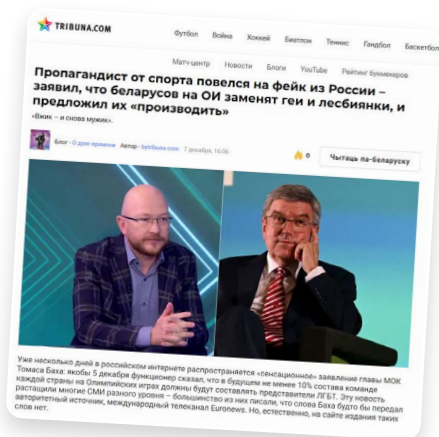 TRIBUNA.COM
Футбол Война Хоккей Биатлон Теннис Гандбол Баскетбол
Матч-центр Новости Блоги YouTube Рейтинг букмекеров
Пропагандист от спорта повелся на фейк из России –
заявил, что беларусов на ОИ заменят геи и лесбиянки, и
предложил их «производить»
«Вжик – и снова мужик».
Блог - О духе времени Автор - bytribuna com 7 декабря, 16:06
0
Чытаць па-беларуску
Уже несколько дней в российском интернете распространяется «сенсационное» заявление главы МОК
Томаса Баха: якобы 5 декабря функционер сказал, что в будущем не менее 10% состава команде
каждой страны на Олимпийских играх должны будут составлять представители ЛГБТ. Эту новость
растащили многие СМИ разного уровня – большинство из них писали, что слова Баха будто бы передал
авторитетный источник, международный телеканал Euronews. Но, естественно, на сайте издания таких
слов нет.